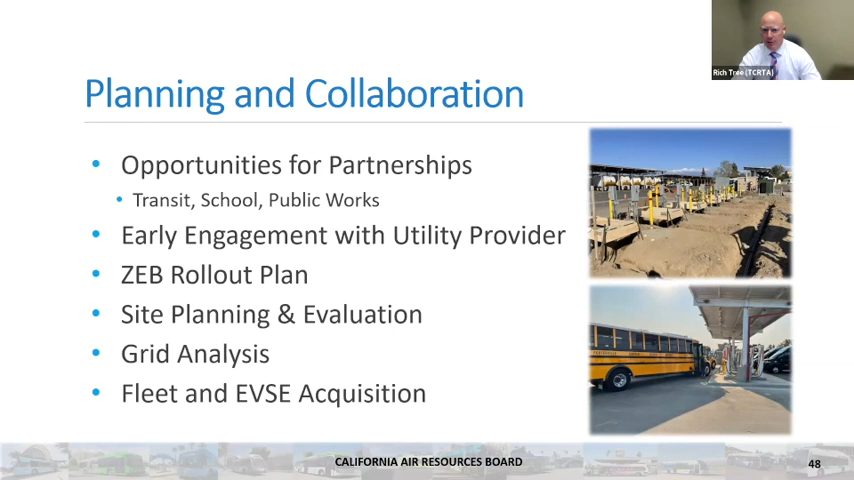 Rich Tree (TCRTA)
Planning and Collaboration
• Opportunities for Partnerships
• Transit, School, Public Works
• Early Engagement with Utility Provider
• ZEB Rollout Plan
• Site Planning & Evaluation
• Grid Analysis
• Fleet and EVSE Acquisition
CALIFORNIA AIR RESOURCES BOARD
48